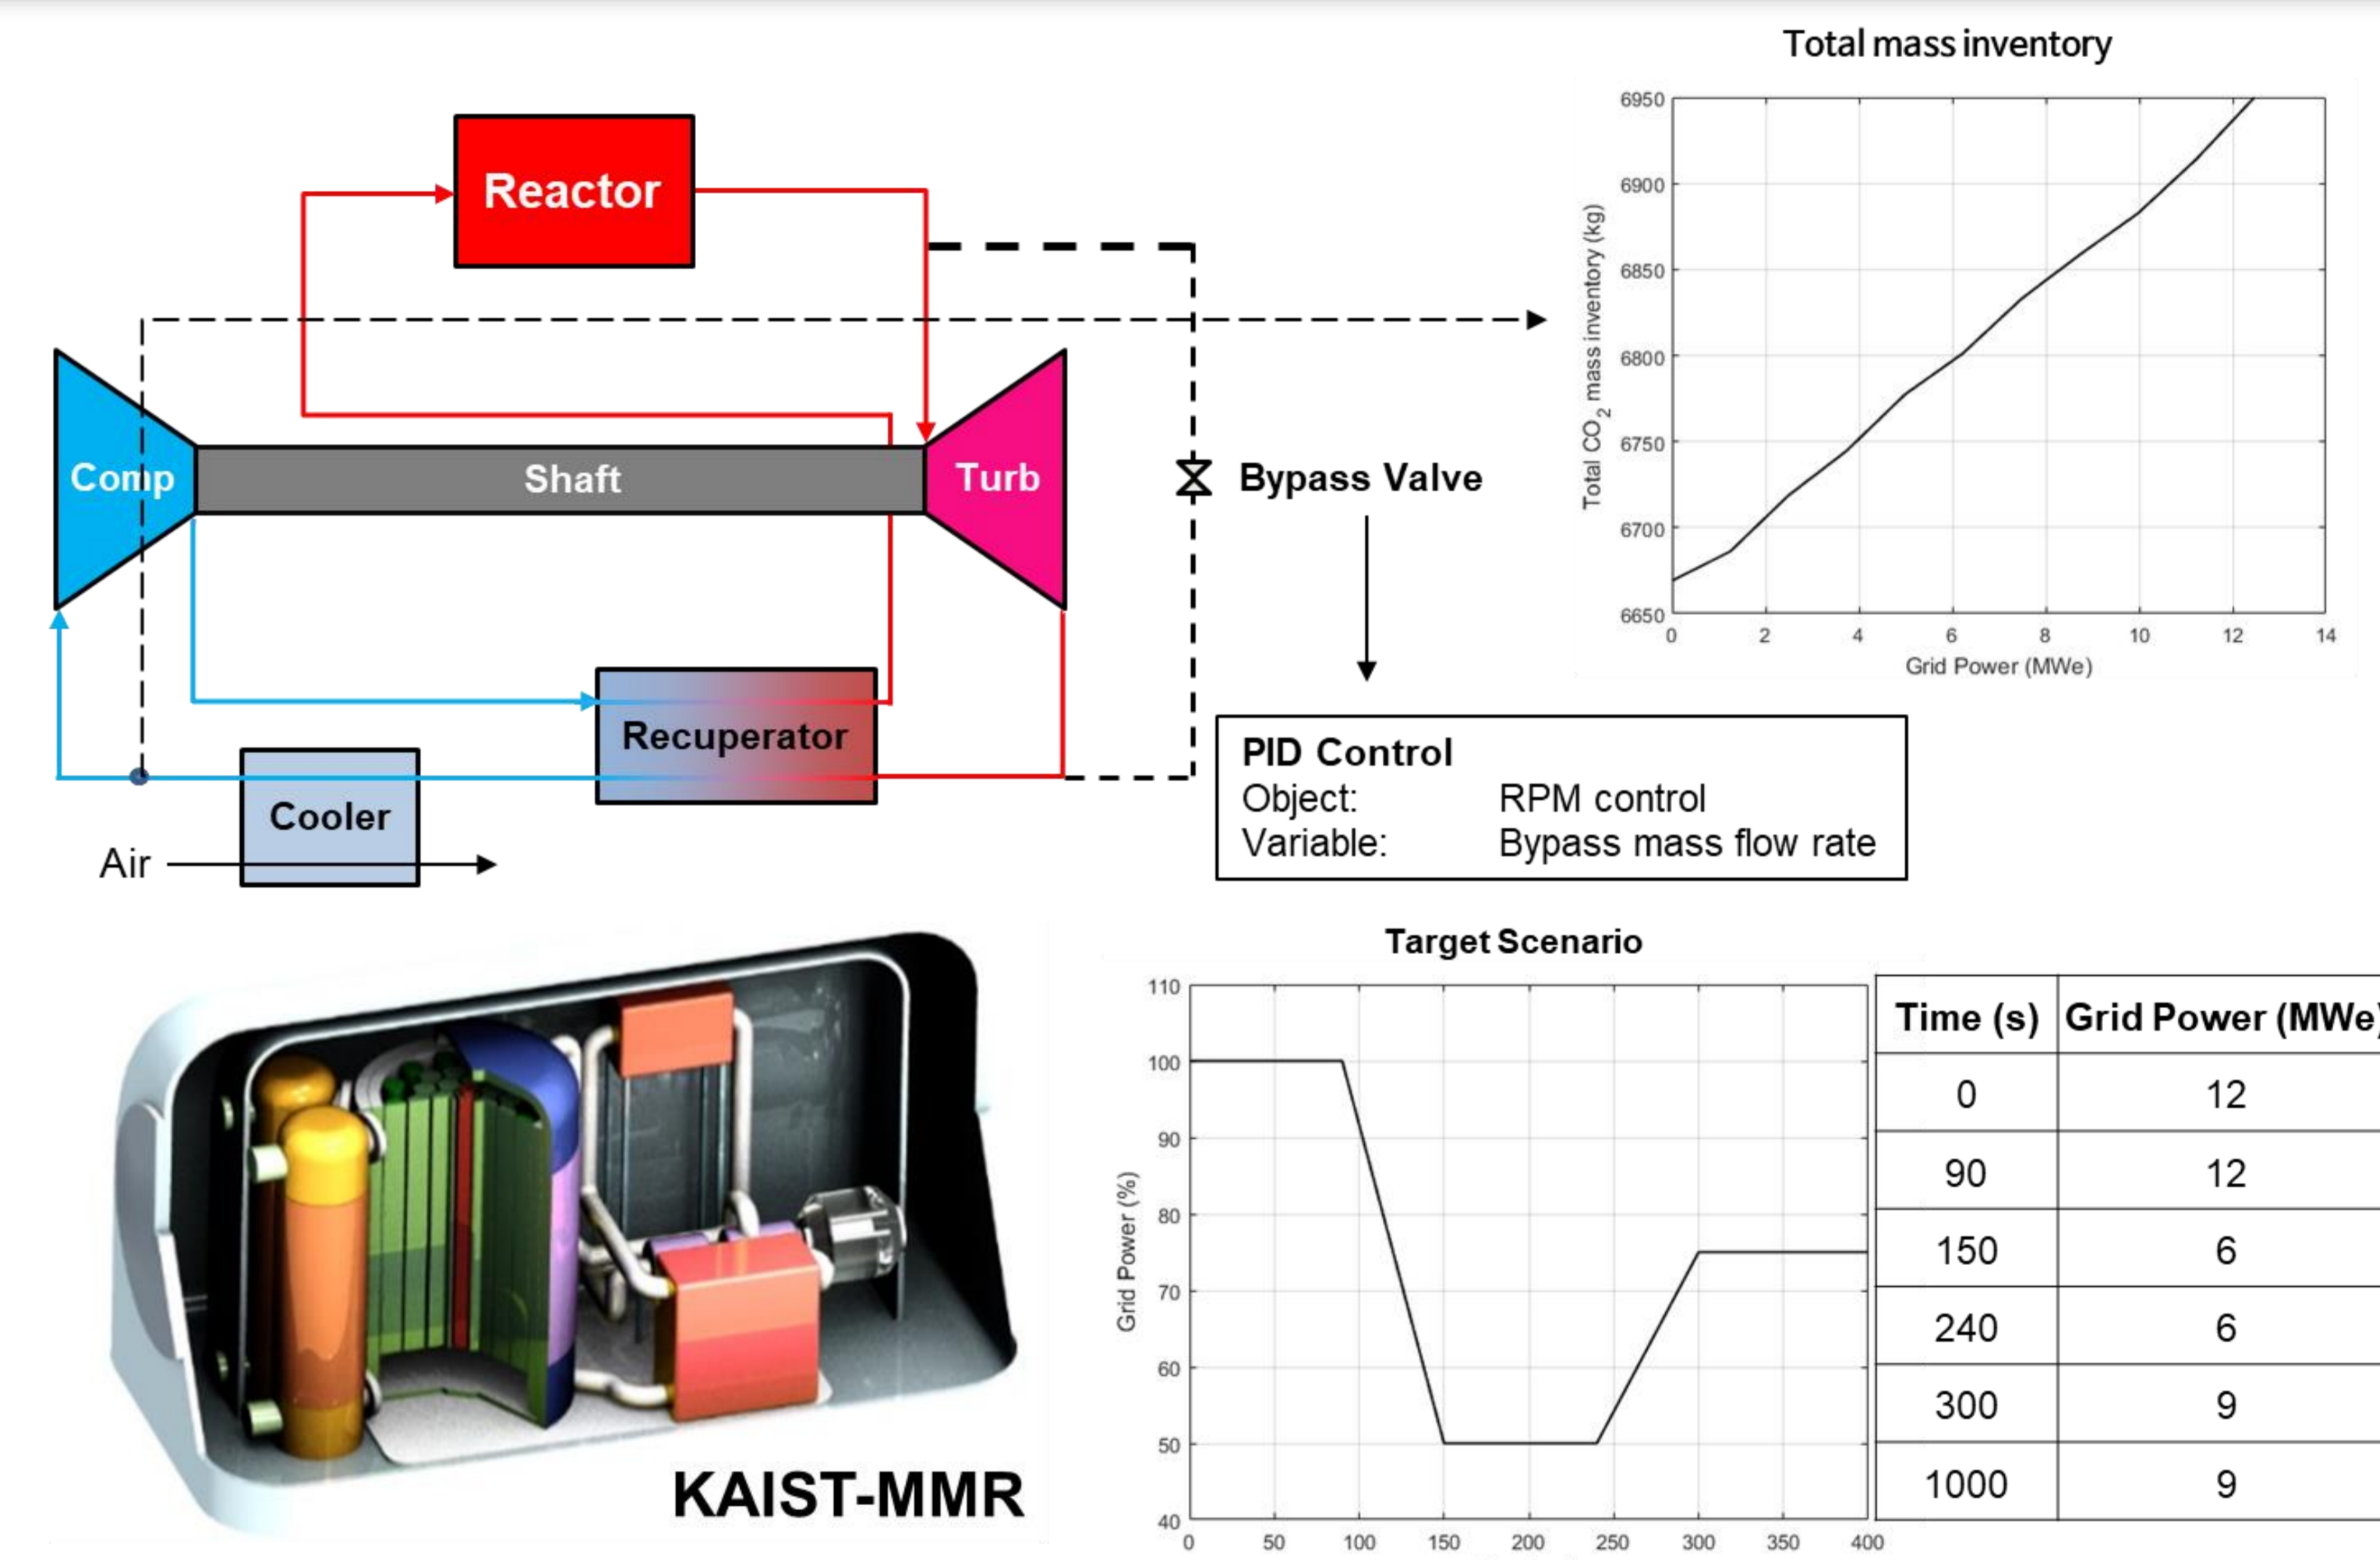 Total mass inventory
Reactor
Comp
Shaft
Turb
Bypass Valve
Recuperator
Cooler
Air
PID Control
Object: RPM control
Variable: Bypass mass flow rate
6950
6900
6850
6800
6750
6700
6650
Total CO2 mass inventory (kg)
0 2 4 6 8 10 12 14
Grid Power (MWe)
KAIST-MMR
Target Scenario
110
100
90
80
70
60
50
40
Grid Power (%)
0 50 100 150 200 250 300 350 400
Time (s) Grid Power (MWe)
0 12
90 12
150 6
240 6
300 9
1000 9